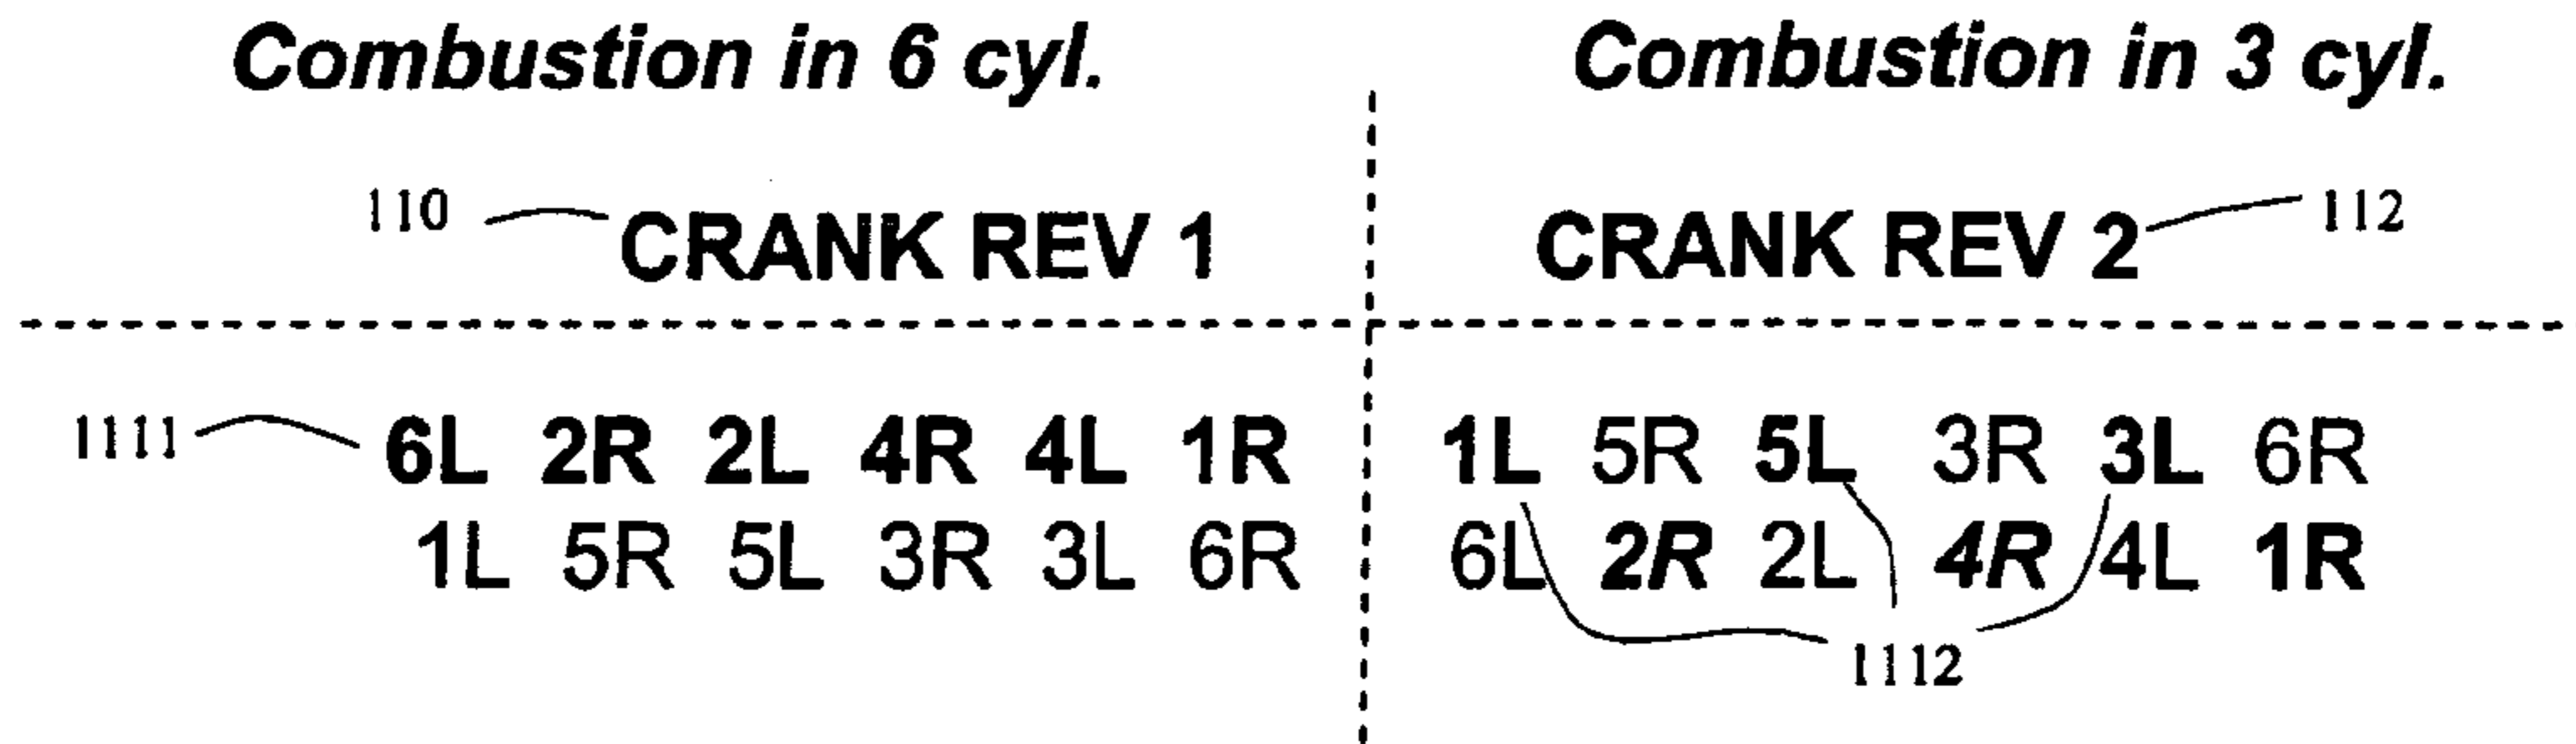 Combustion in 6 cyl. Combustion in 3 cyl.
110 CRANK REV 1 CRANK REV 2 112
1111 6L 2R 2L 4R 4L 1R 1L 5R 5L 3R 3L 6R
1L 5R 5L 3R 3L 6R 6L 2R 2L 4R 4L 1R
1112